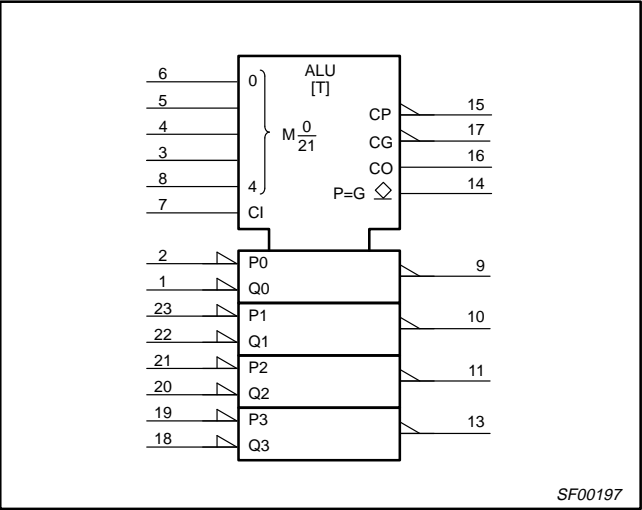 ALU
[T]
6 0
5
4
3
8 4
7 CI
M 0
21
CP 15
CG 17
CO 16
P=G 14
2 P0
1 Q0
9
23 P1
22 Q1
10
21 P2
20 Q2
11
19 P3
18 Q3
13
SF00197